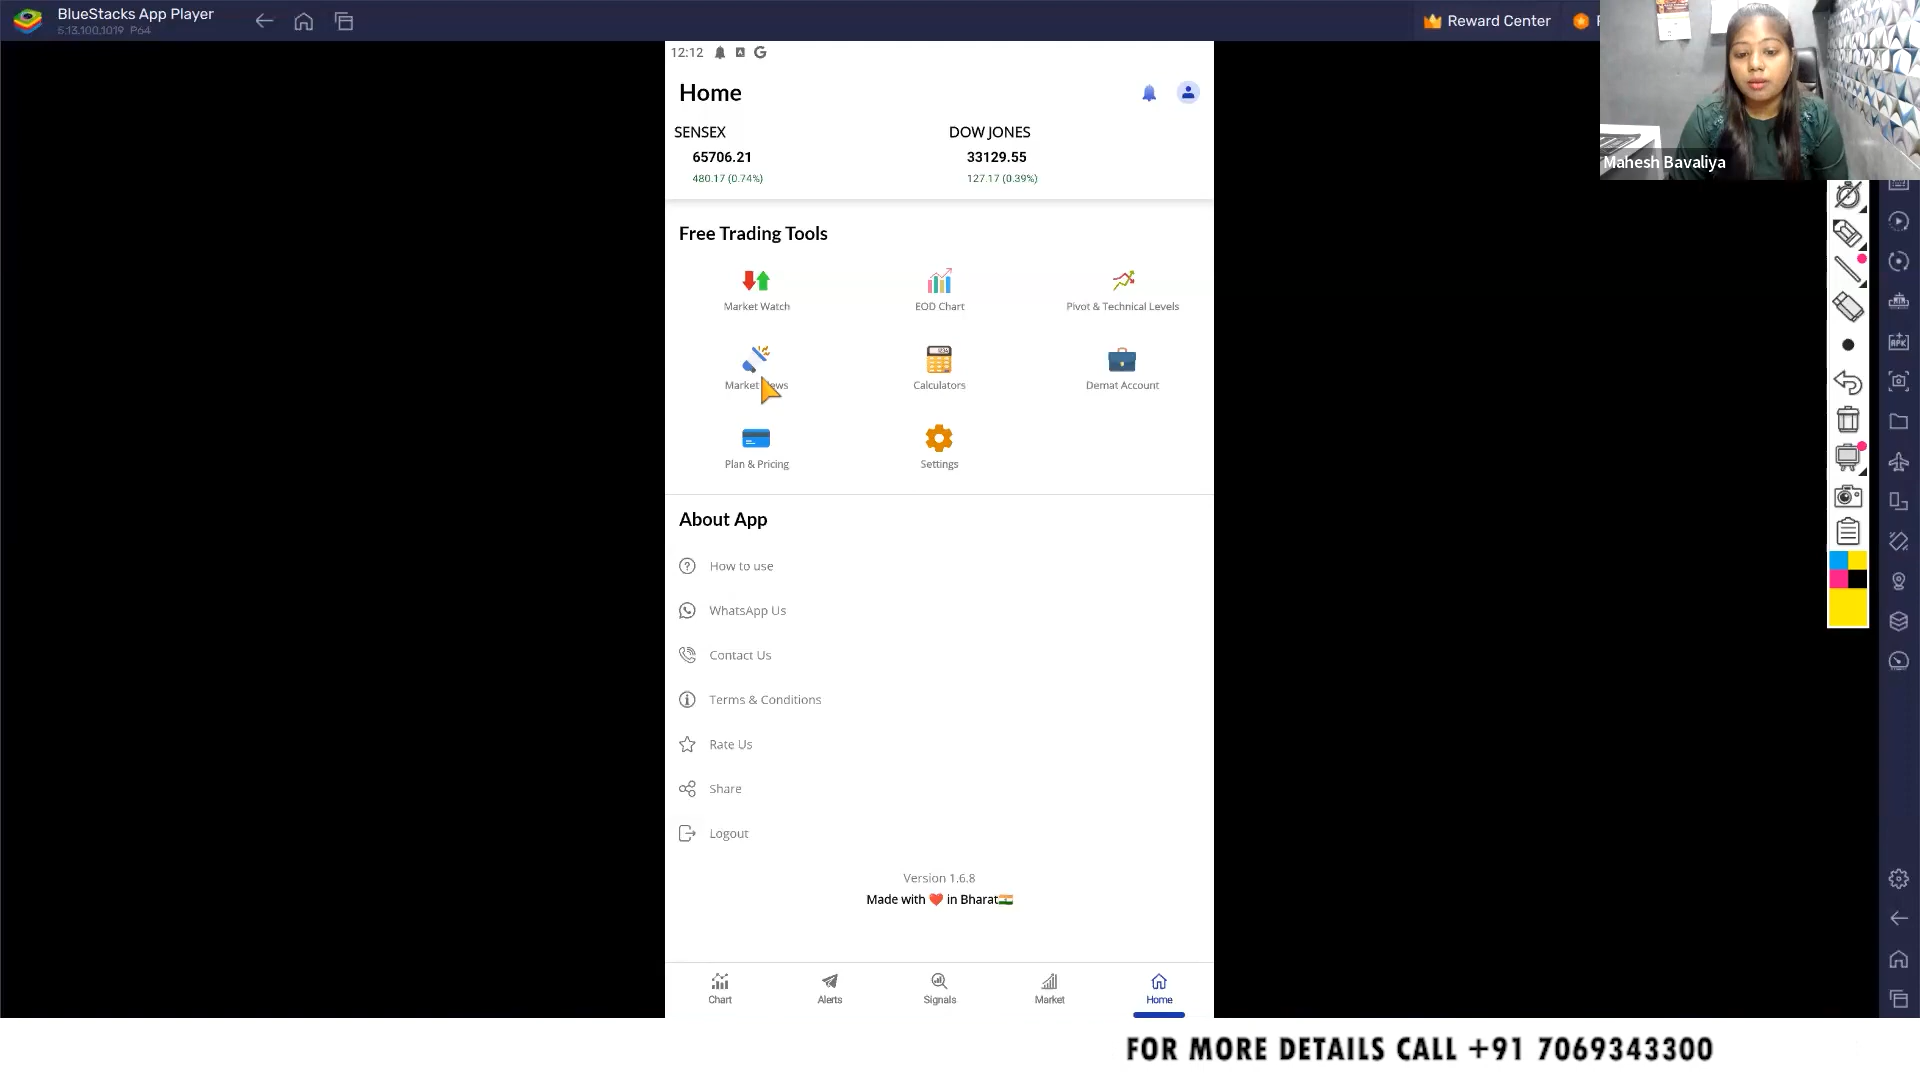 BlueStacks App Player
5.13.100.1019 P64
Reward Center
Mahesh Bavaliya
12:12
Home
SENSEX
65706.21
480.17 (0.74%)
DOW JONES
33129.55
127.17 (0.39%)
Free Trading Tools
Market Watch
EOD Chart
Pivot & Technical Levels
Market
Calculators
Demat Account
Plan & Pricing
Settings
About App
How to use
WhatsApp Us
Contact Us
Terms & Conditions
Rate Us
Share
Logout
Version 1.6.8
Made with ❤️ in Bharat🇮🇳
Chart
Alerts
Signals
Market
Home
FOR MORE DETAILS CALL +91 7069343300